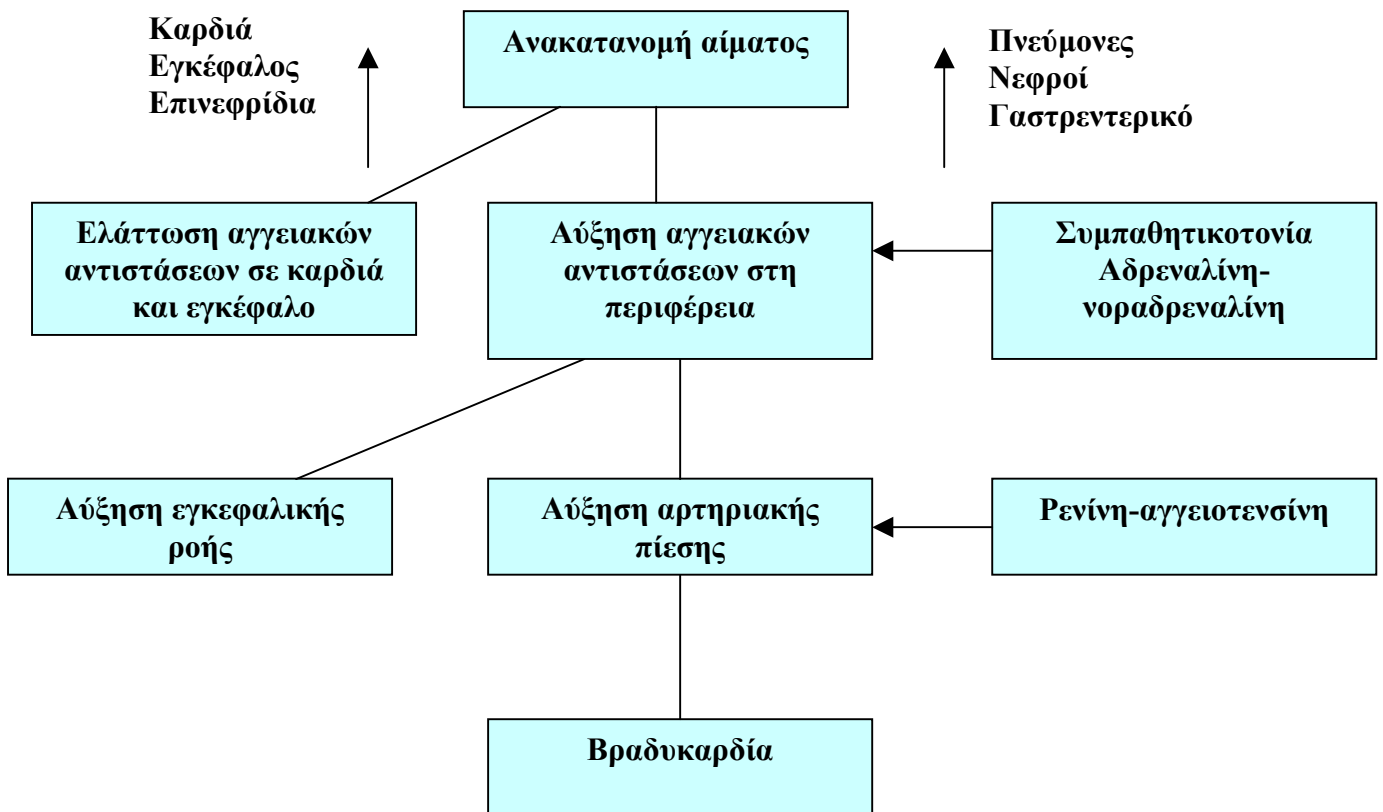 Καρδιά
Εγκέφαλος
Επινεφρίδια
Ανακατανομή αίματος
Πνεύμονες
Νεφροί
Γαστρεντερικό
Ελάττωση αγγειακών
αντιστάσεων σε καρδιά
και εγκέφαλο
Αύξηση αγγειακών
αντιστάσεων στη
περιφέρεια
Συμπαθητικοτονία
Αδρεναλίνη-
νοραδρεναλίνη
Αύξηση εγκεφαλικής
ροής
Αύξηση αρτηριακής
πίεσης
Ρενίνη-αγγειοτενσίνη
Βραδυκαρδία